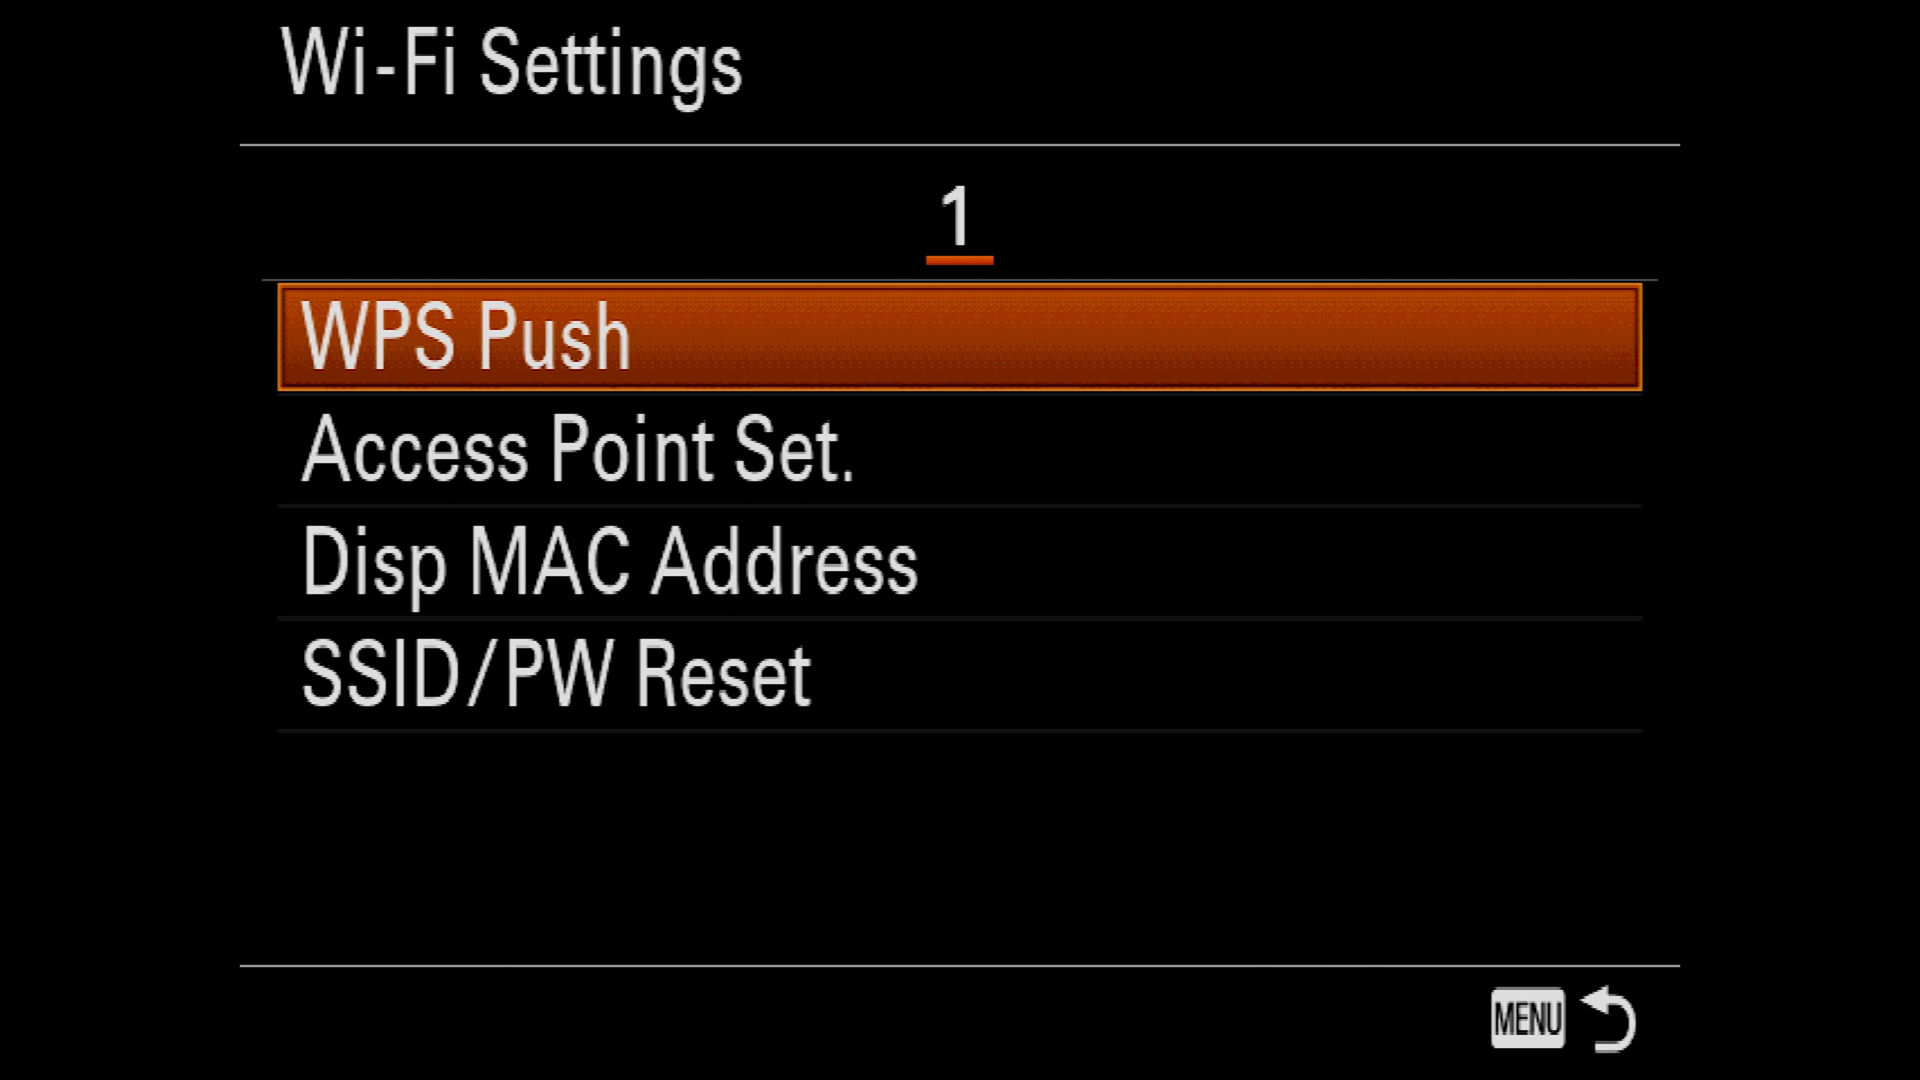 Wi-Fi Settings
1
WPS Push
Access Point Set.
Disp MAC Address
SSID/PW Reset
MENU